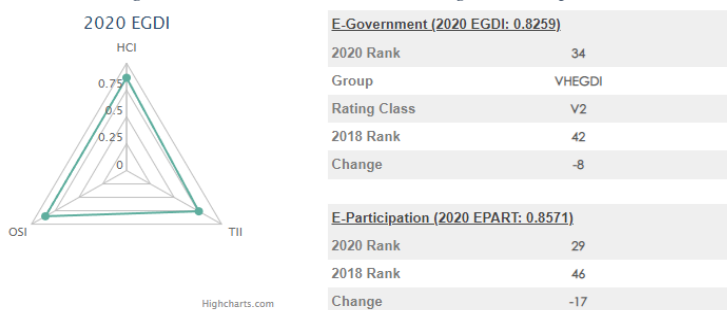 2020 EGDI
HCI
0.75
0.5
0.25
0
OSI
TII
Highcharts.com
E-Government (2020 EGDI: 0.8259)
2020 Rank 34
Group VHEGDI
Rating Class V2
2018 Rank 42
Change -8
E-Participation (2020 EPART: 0.8571)
2020 Rank 29
2018 Rank 46
Change -17